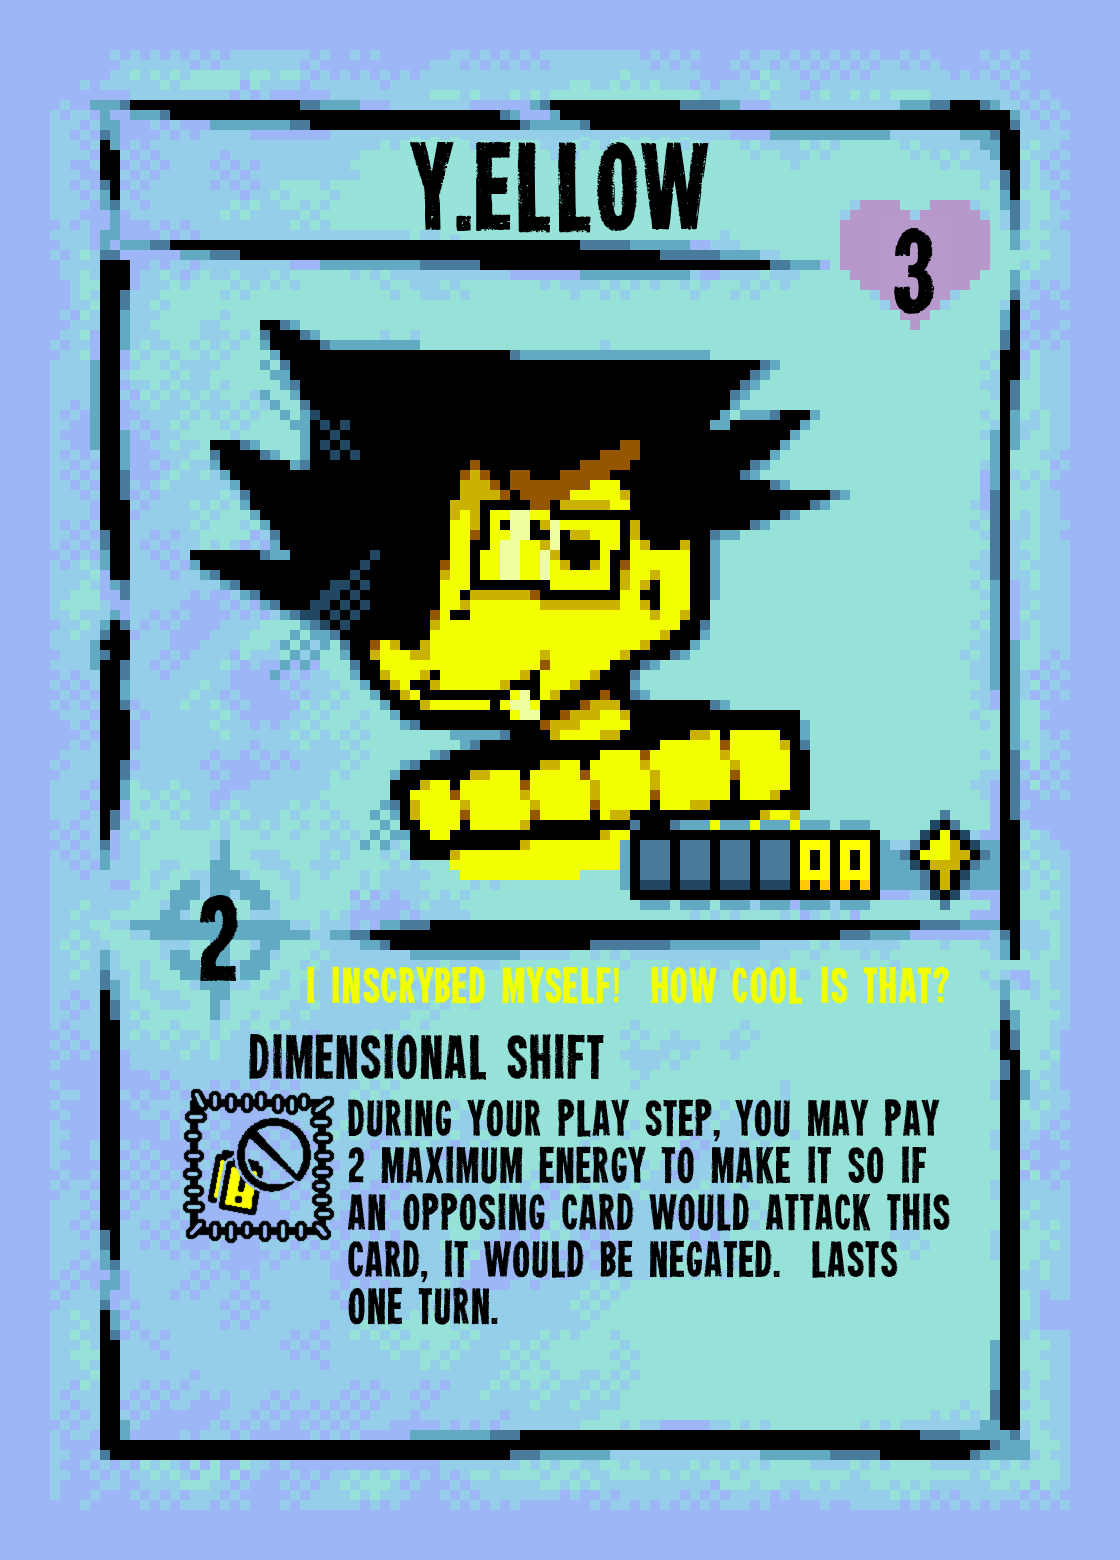 Y.ELLOW
3
2
I INSCRYBED MYSELF!  HOW COOL IS THAT?
DIMENSIONAL SHIFT
DURING YOUR PLAY STEP, YOU MAY PAY
2 MAXIMUM ENERGY TO MAKE IT SO IF
AN OPPOSING CARD WOULD ATTACK THIS
CARD, IT WOULD BE NEGATED.  LASTS
ONE TURN.